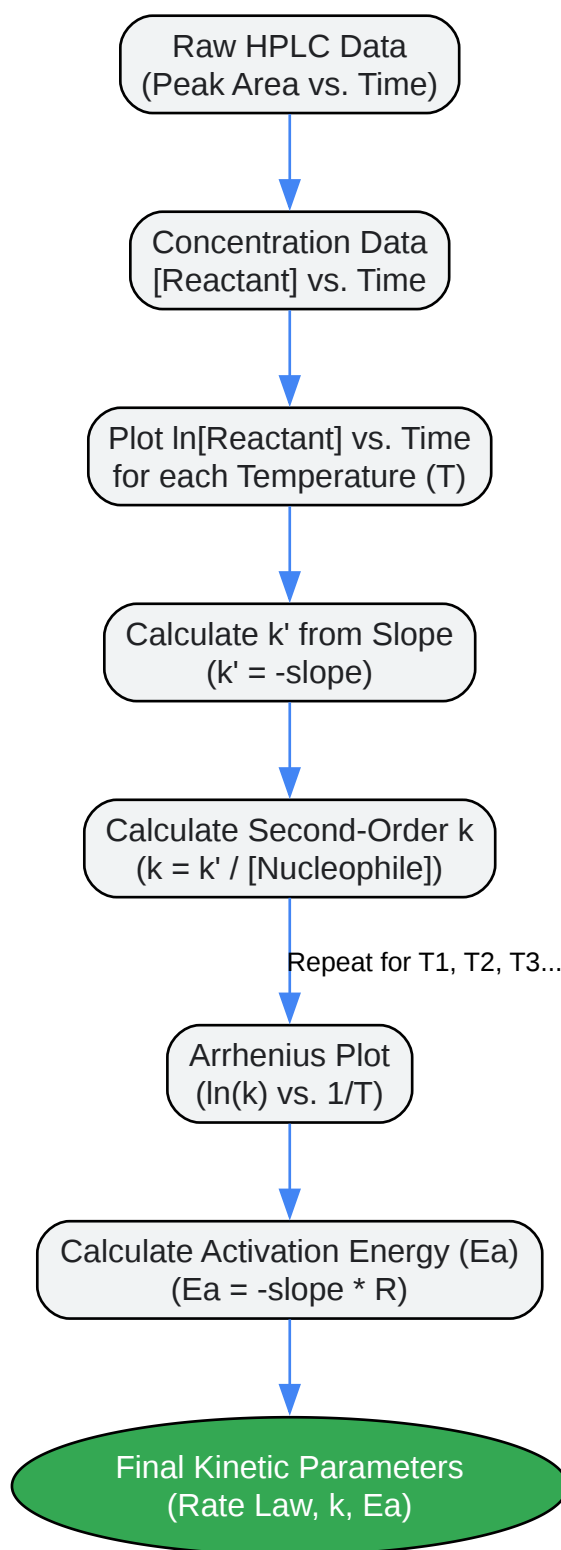 Raw HPLC Data
(Peak Area vs. Time)
Concentration Data
[Reactant] vs. Time
Plot ln[Reactant] vs. Time
for each Temperature (T)
Calculate k' from Slope
(k' = -slope)
Calculate Second-Order k
(k = k' / [Nucleophile])
Repeat for T1, T2, T3...
Arrhenius Plot
(ln(k) vs. 1/T)
Calculate Activation Energy (Ea)
(Ea = -slope * R)
Final Kinetic Parameters
(Rate Law, k, Ea)